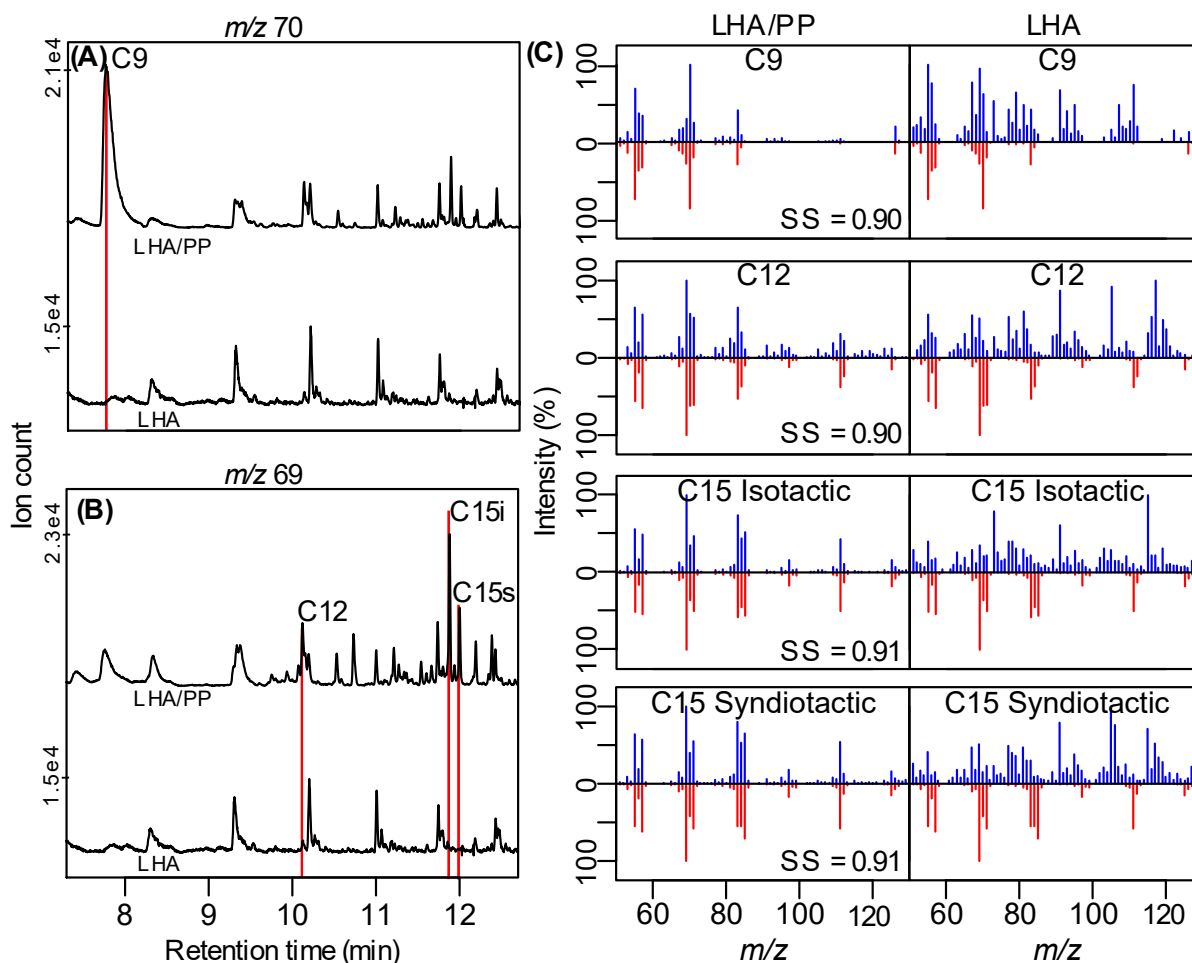 m/z 70
(A)
C9
2.1e4
LHA/PP
1.5e4
LHA
m/z 69
(B)
C15i
2.3e4
C15s
C12
LHA/PP
1.5e4
LHA
Ion count
8 9 10 11 12
Retention time (min)
(C)
LHA/PP LHA
C9 C9
100
0
100
SS = 0.90
C12 C12
100
0
100
SS = 0.90
C15 Isotactic C15 Isotactic
100
0
100
SS = 0.91
C15 Syndiotactic C15 Syndiotactic
100
0
100
SS = 0.91
Intensity (%)
60 80 100 120 60 80 100 120
m/z m/z